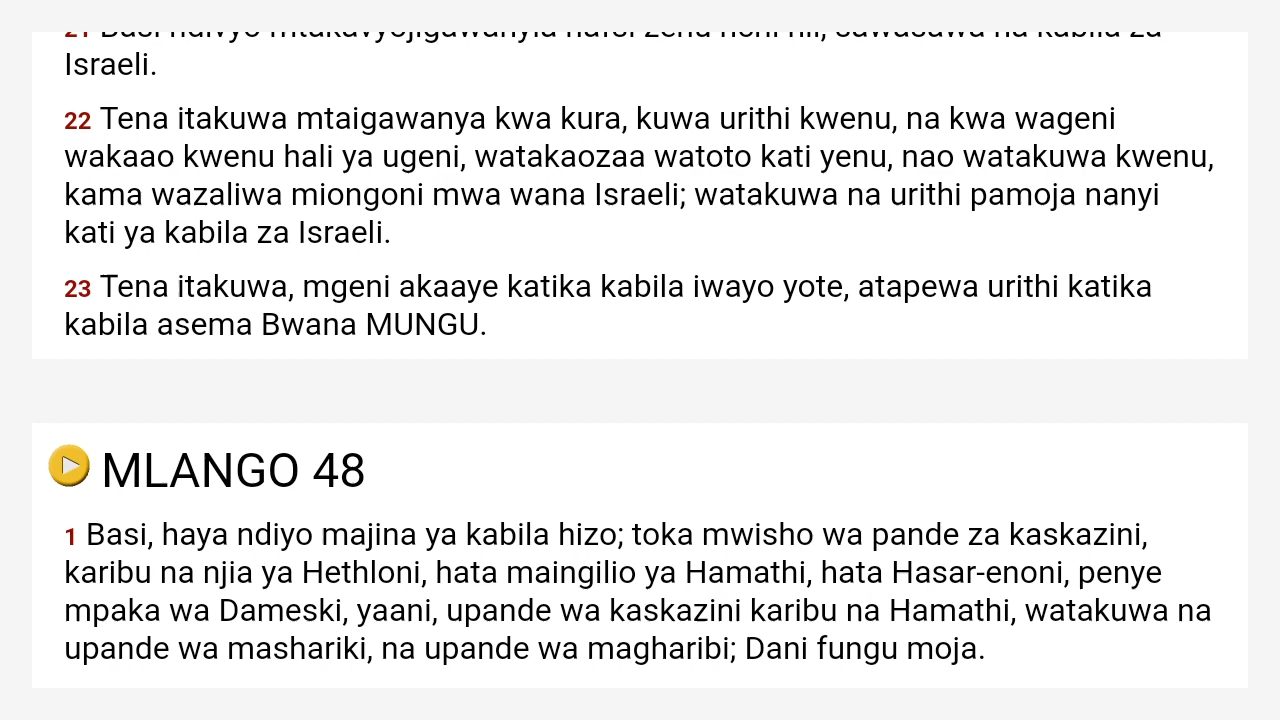 Israeli.
22 Tena itakuwa mtaigawanya kwa kura, kuwa urithi kwenu, na kwa wageni
wakaao kwenu hali ya ugeni, watakaozaa watoto kati yenu, nao watakuwa kwenu,
kama wazaliwa miongoni mwa wana Israeli; watakuwa na urithi pamoja nanyi
kati ya kabila za Israeli.
23 Tena itakuwa, mgeni akaaye katika kabila iwayo yote, atapewa urithi katika
kabila asema Bwana MUNGU.
MLANGO 48
1 Basi, haya ndiyo majina ya kabila hizo; toka mwisho wa pande za kaskazini,
karibu na njia ya Hethloni, hata maingilio ya Hamathi, hata Hasar-enoni, penye
mpaka wa Dameski, yaani, upande wa kaskazini karibu na Hamathi, watakuwa na
upande wa mashariki, na upande wa magharibi; Dani fungu moja.